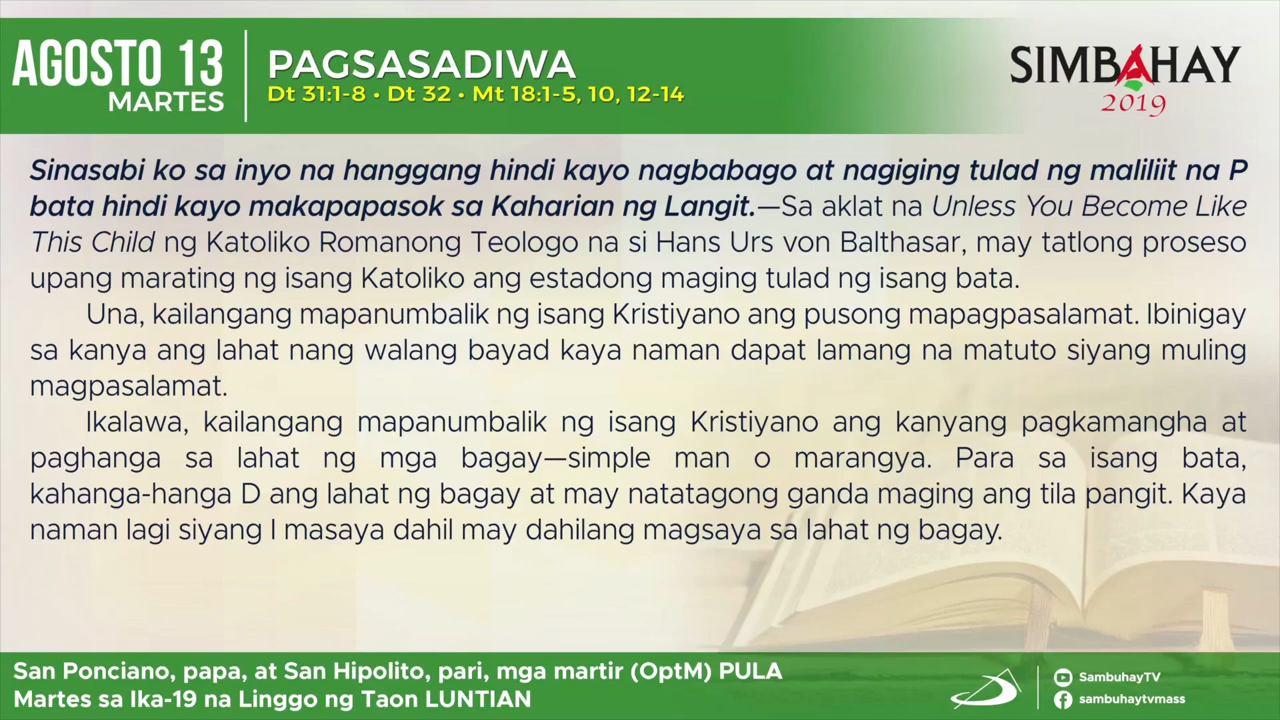 AGOSTO 13
MARTES
PAGSASADIWA
Dt 31:1-8 • Dt 32 • Mt 18:1-5, 10, 12-14
SIMBAHAY
2019
Sinasabi ko sa inyo na hanggang hindi kayo nagbabago at nagiging tulad ng maliliit na P
bata hindi kayo makapapasok sa Kaharian ng Langit.—Sa aklat na Unless You Become Like
This Child ng Katoliko Romanong Teologo na si Hans Urs von Balthasar, may tatlong proseso
upang marating ng isang Katoliko ang estadong maging tulad ng isang bata.
Una, kailangang mapanumbalik ng isang Kristiyano ang pusong mapagpasalamat. Ibinigay
sa kanya ang lahat nang walang bayad kaya naman dapat lamang na matuto siyang muling
magpasalamat.
Ikalawa, kailangang mapanumbalik ng isang Kristiyano ang kanyang pagkamangha at
paghanga sa lahat ng mga bagay—simple man o marangya. Para sa isang bata,
kahanga-hanga D ang lahat ng bagay at may natatagong ganda maging ang tila pangit. Kaya
naman lagi siyang l masaya dahil may dahilang magsaya sa lahat ng bagay.
San Ponciano, papa, at San Hipolito, pari, mga martir (OptM) PULA
Martes sa Ika-19 na Linggo ng Taon LUNTIAN
SambuhayTV
sambuhaytvmass